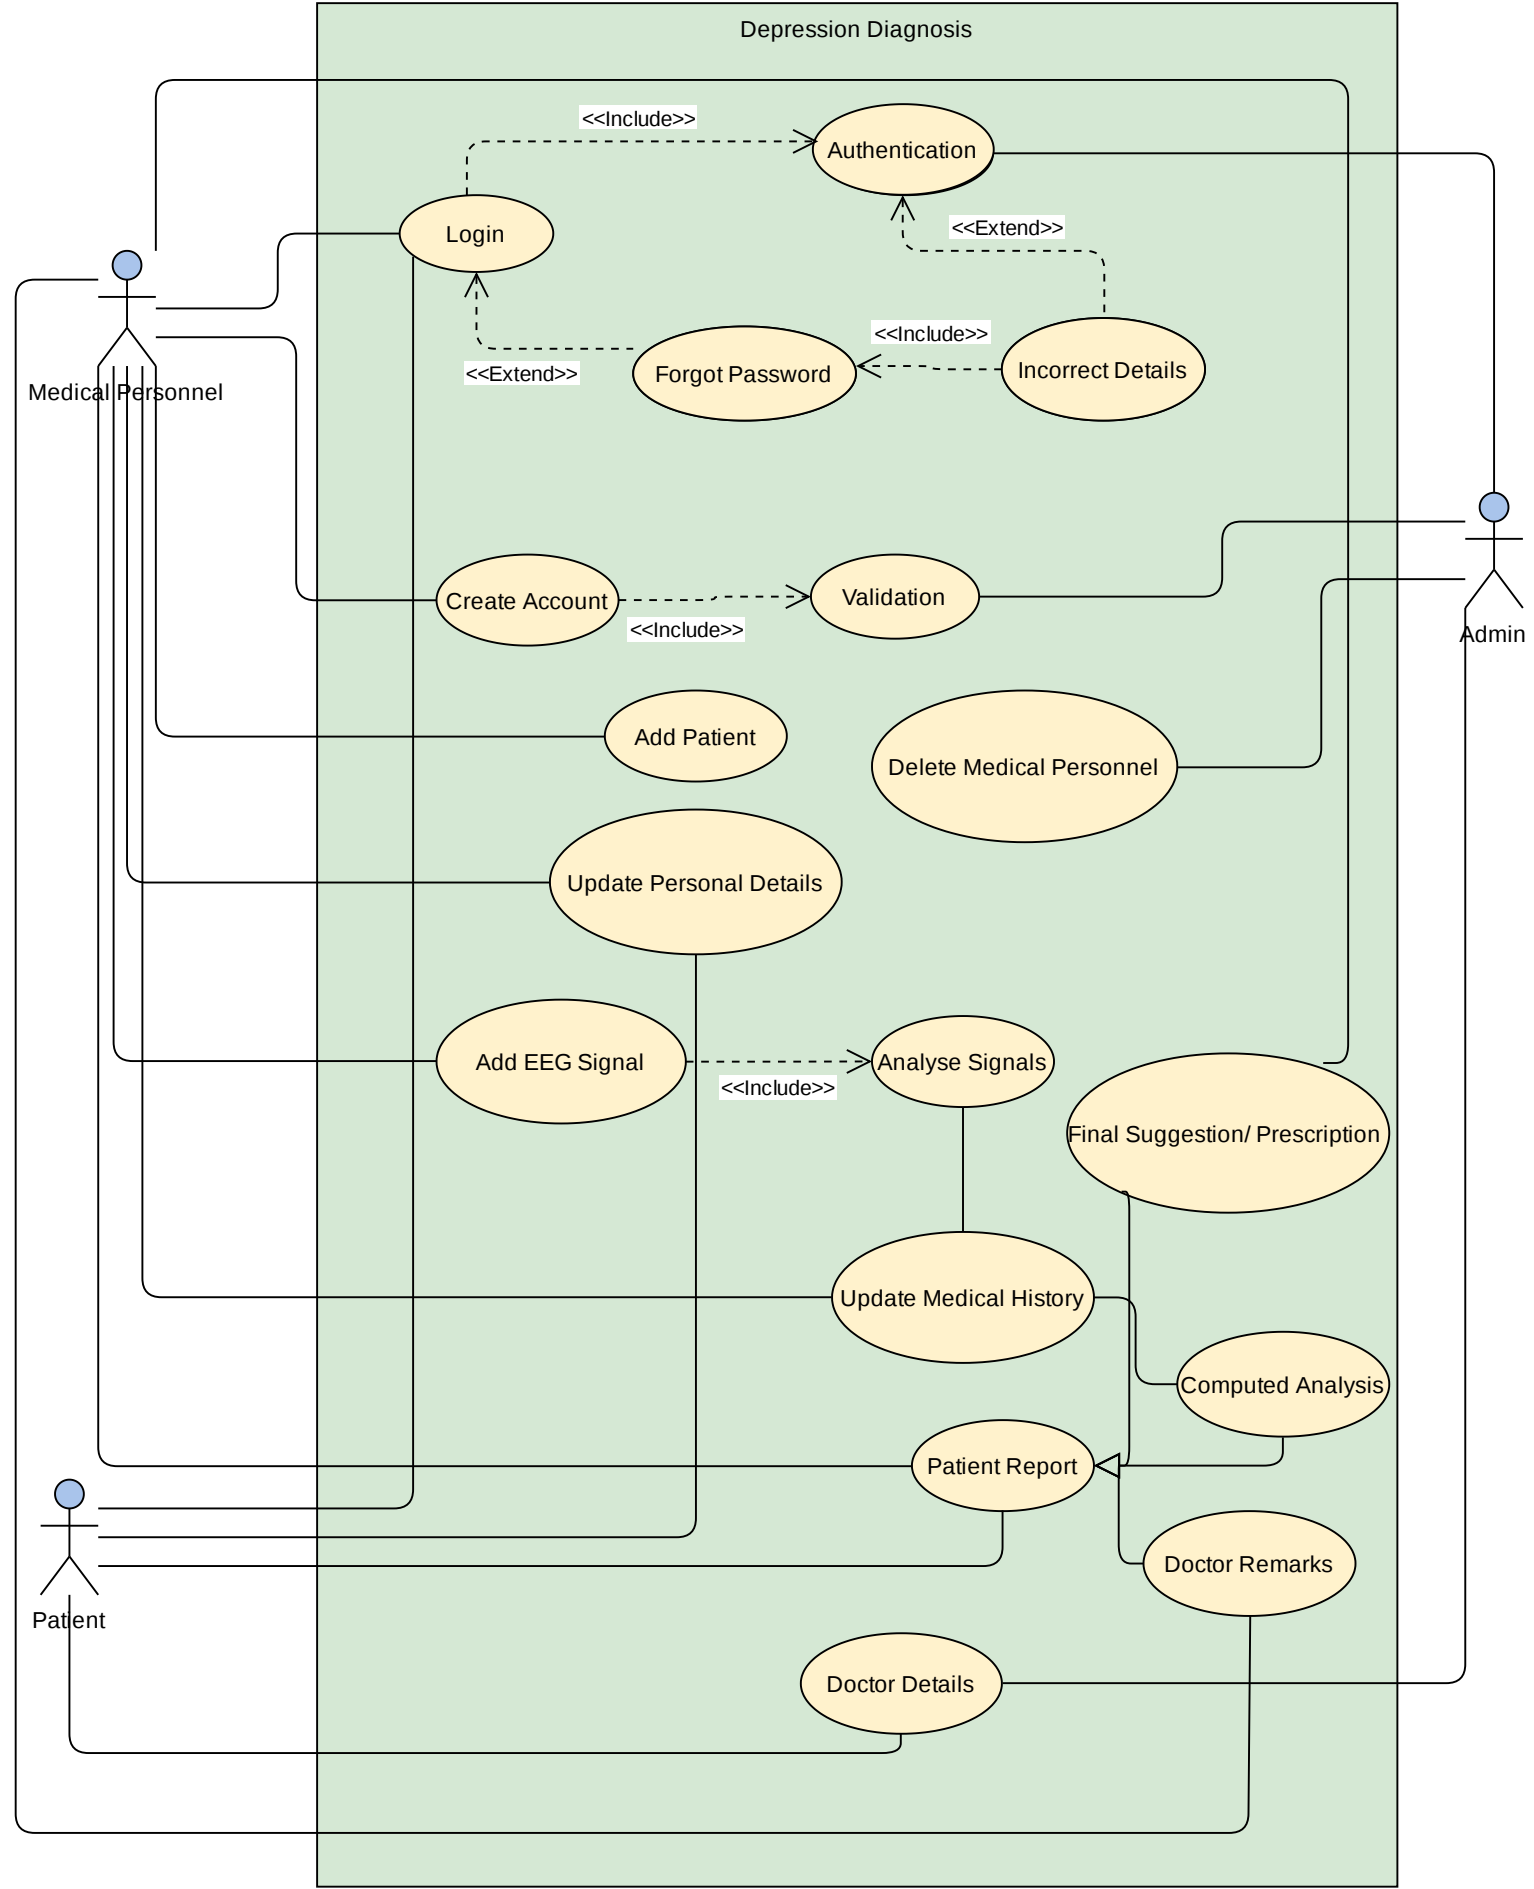 Depression Diagnosis
<<Include>>
Authentication
<<Extend>>
Login
<<Include>>
<<Extend>>
Forgot Password
Incorrect Details
Medical Personnel
Create Account
Validation
<<Include>>
Admin
Add Patient
Delete Medical Personnel
Update Personal Details
Add EEG Signal
Analyse Signals
<<Include>>
Final Suggestion/ Prescription
Update Medical History
Computed Analysis
Patient Report
Doctor Remarks
Patient
Doctor Details